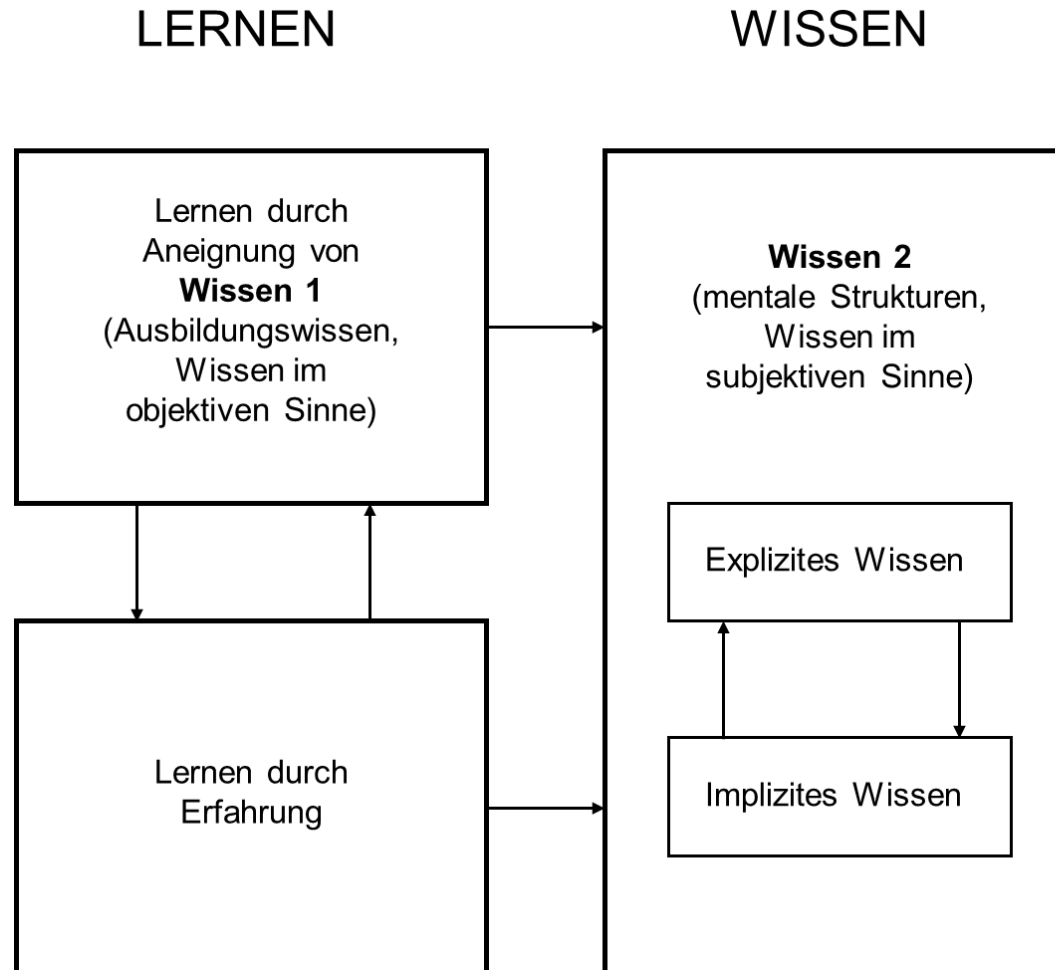 LERNEN
WISSEN
Lernen durch
Aneignung von
Wissen 1
(Ausbildungswissen,
Wissen im
objektiven Sinne)
Wissen 2
(mentale Strukturen,
Wissen im
subjektiven Sinne)
Explizites Wissen
Lernen durch
Erfahrung
Implizites Wissen